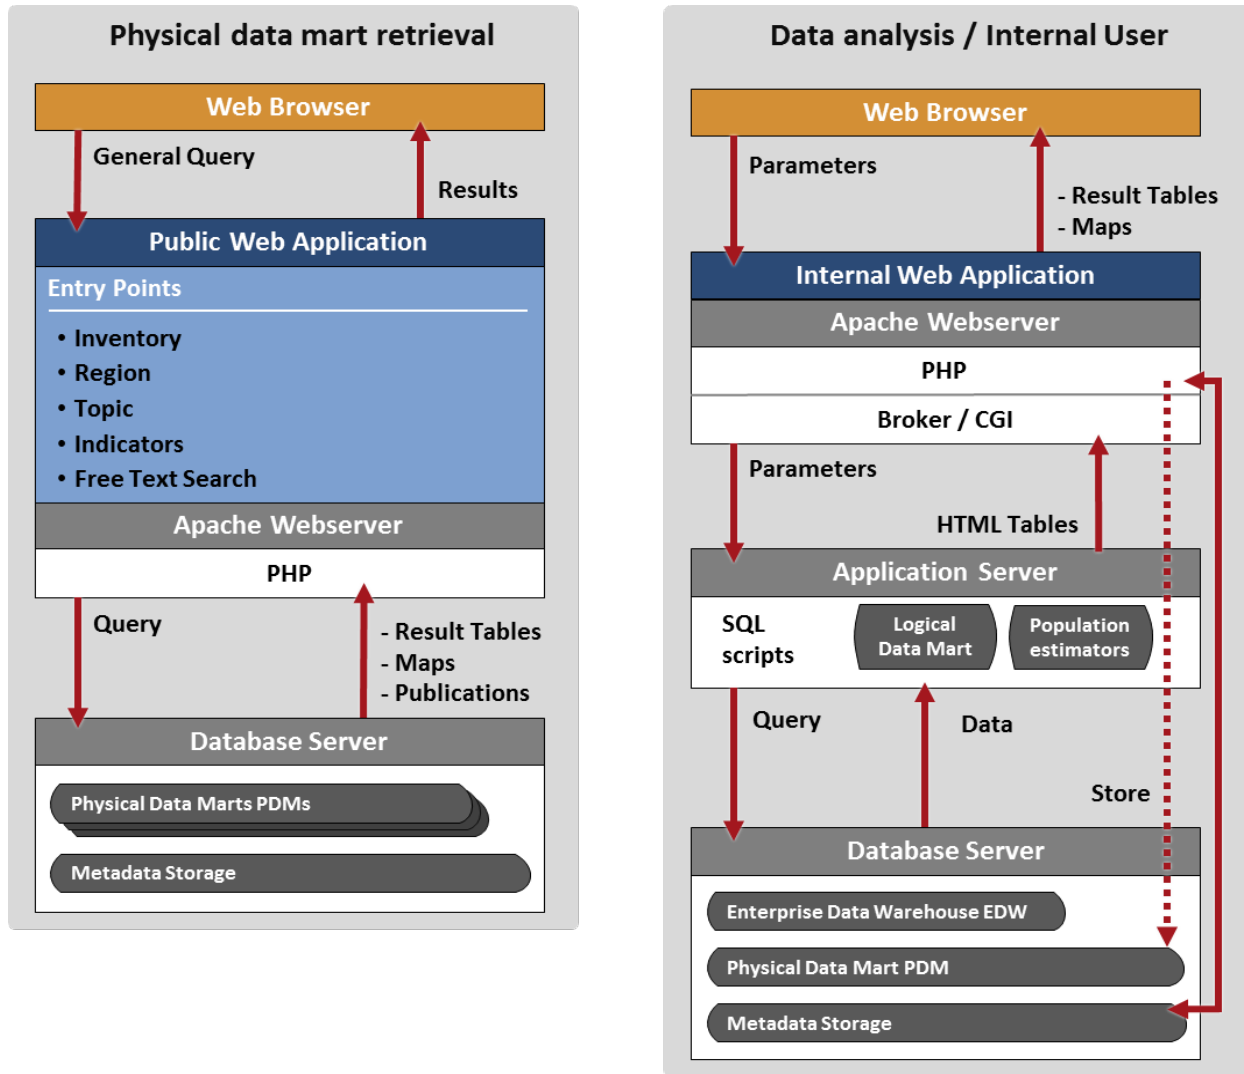 Physical data mart retrieval
Web Browser
General Query
Results
Public Web Application
Entry Points
• Inventory
• Region
• Topic
• Indicators
• Free Text Search
Apache Webserver
PHP
Query
- Result Tables
- Maps
- Publications
Database Server
Physical Data Marts PDMs
Metadata Storage
Data analysis / Internal User
Web Browser
Parameters
- Result Tables
- Maps
Internal Web Application
Apache Webserver
PHP
Broker / CGI
Parameters
HTML Tables
Application Server
SQL
scripts
Logical
Data Mart
Population
estimators
Query
Data
Store
Database Server
Enterprise Data Warehouse EDW
Physical Data Mart PDM
Metadata Storage